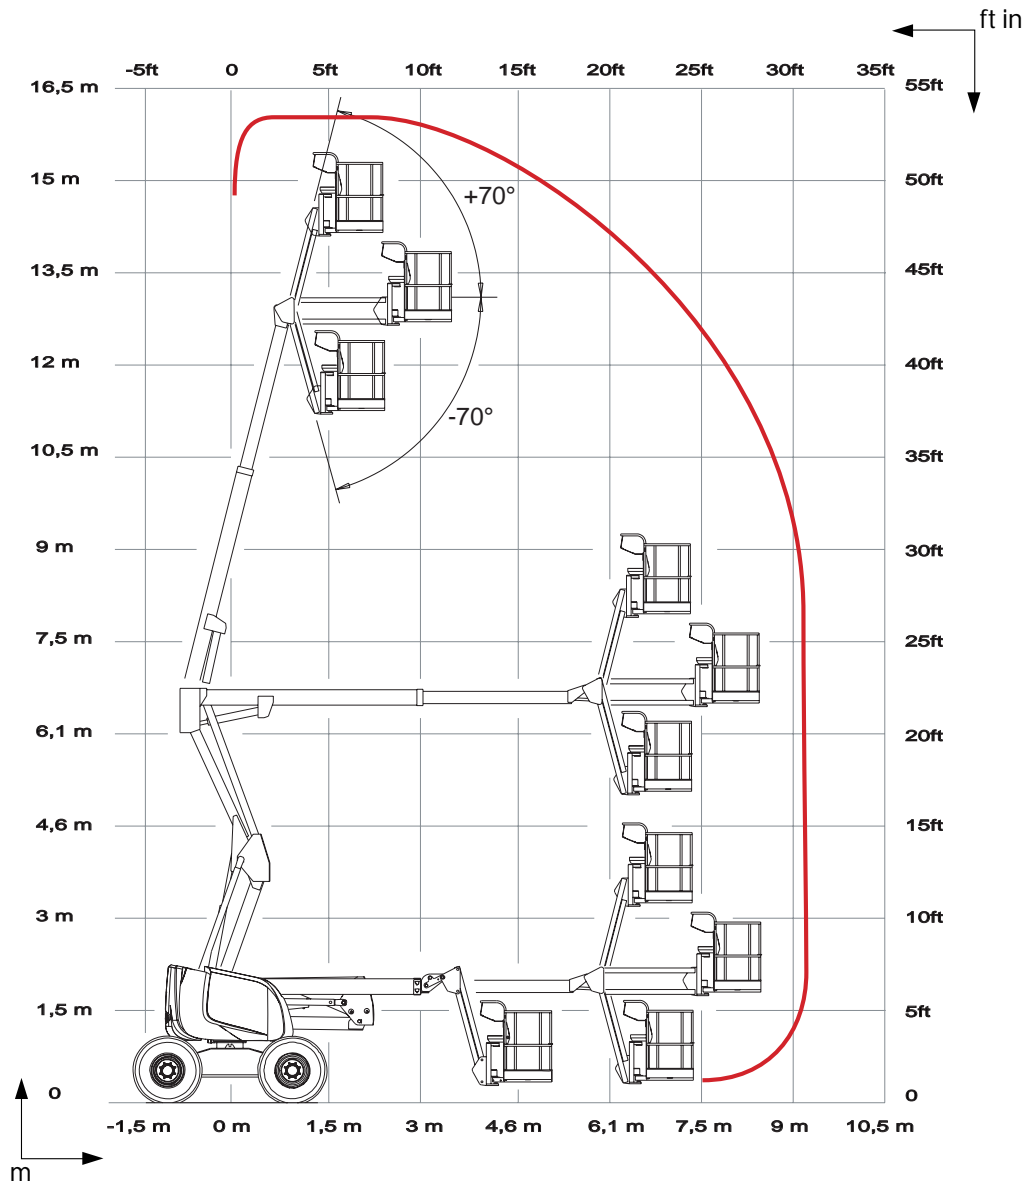 ft in
-5ft 0 5ft 10ft 15ft 20ft 25ft 30ft 35ft
16,5 m 55ft
15 m 50ft
+70°
13,5 m 45ft
12 m 40ft
-70°
10,5 m 35ft
9 m 30ft
7,5 m 25ft
6,1 m 20ft
4,6 m 15ft
3 m 10ft
1,5 m 5ft
0 0
-1,5 m 0 m 1,5 m 3 m 4,6 m 6,1 m 7,5 m 9 m 10,5 m
m